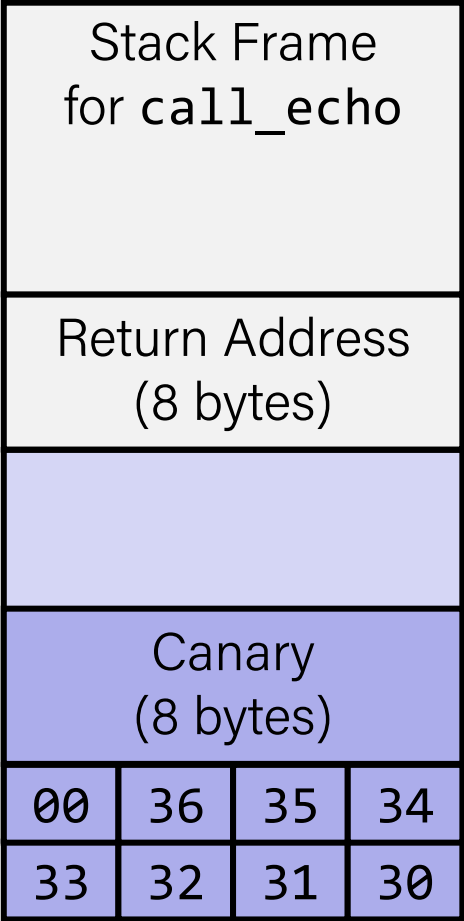 Stack Frame
for call_echo
Return Address
(8 bytes)
Canary
(8 bytes)
00 36 35 34
33 32 31 30